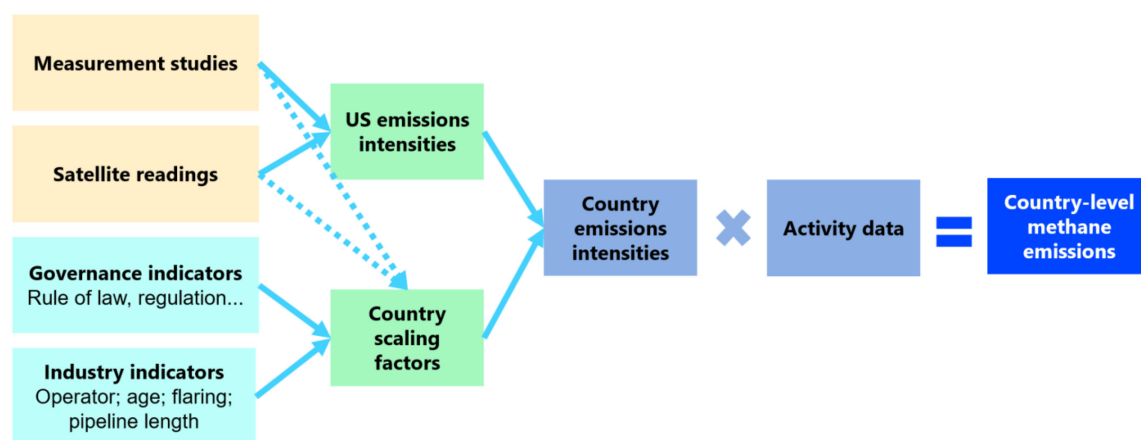 Measurement studies
Satellite readings
Governance indicators
Rule of law, regulation...
Industry indicators
Operator; age; flaring;
pipeline length
US emissions
intensities
Country
scaling
factors
Country
emissions
intensities
Activity data
Country-level
methane
emissions